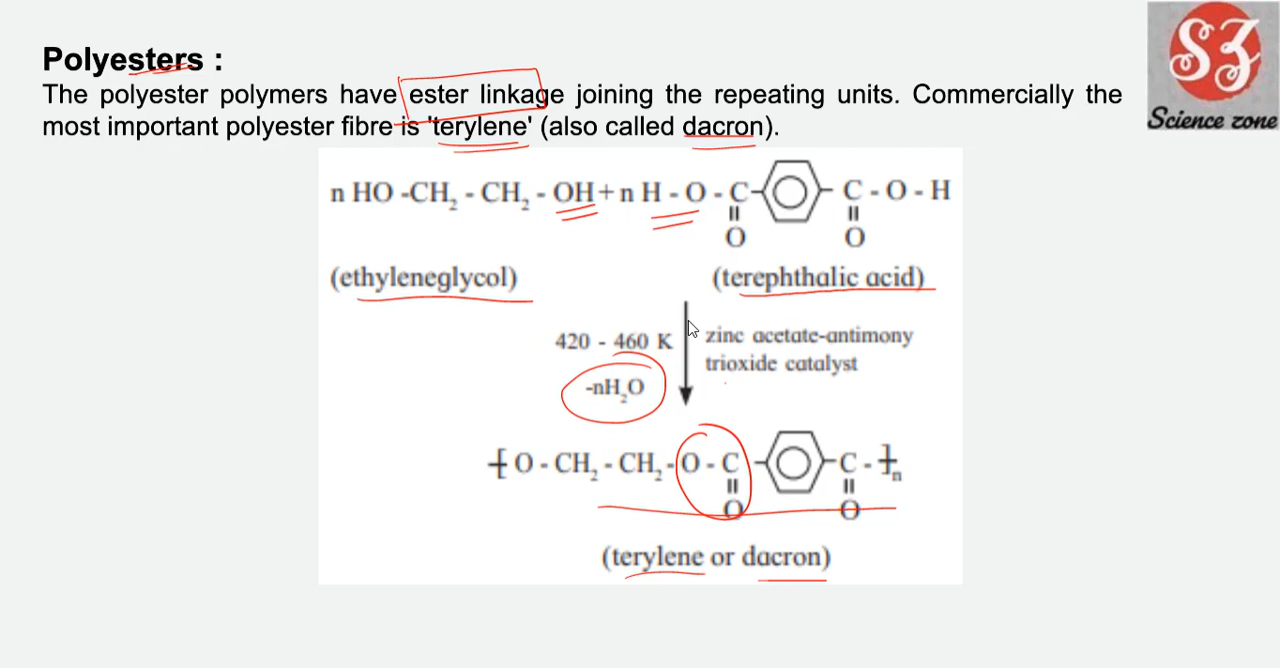 Polyesters :
The polyester polymers have ester linkage joining the repeating units. Commercially the
most important polyester fibre is 'terylene' (also called dacron).
SZ
Science zone
n HO -CH₂ - CH₂ - OH + n H - O - C C - O - H
O O
(ethyleneglycol) (terephthalic acid)
420 - 460 K zinc acetate-antimony
-nH₂O trioxide catalyst
[O - CH₂ - CH₂ - O - C C - ]n
O O
(terylene or dacron)